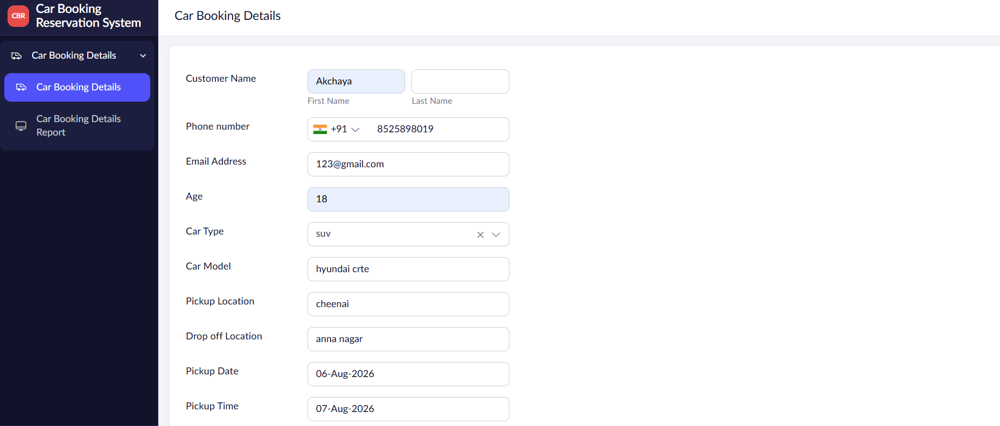 CBR
Car Booking
Reservation System
Car Booking Details
Car Booking Details
Car Booking Details
Report
Car Booking Details
Customer Name
Akchaya
First Name
Last Name
Phone number
+91
8525898019
Email Address
123@gmail.com
Age
18
Car Type
suv
Car Model
hyundai crte
Pickup Location
cheenai
Drop off Location
anna nagar
Pickup Date
06-Aug-2026
Pickup Time
07-Aug-2026